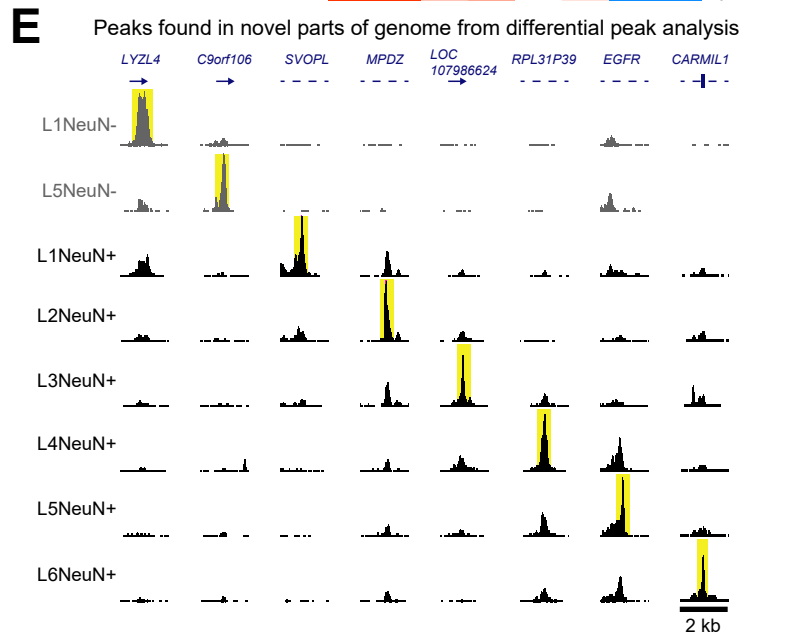 E
Peaks found in novel parts of genome from differential peak analysis
LYZL4 C9orf106 SVOPL MPDZ LOC 107986624 RPL31P39 EGFR CARMIL1
L1NeuN-
L5NeuN-
L1NeuN+
L2NeuN+
L3NeuN+
L4NeuN+
L5NeuN+
L6NeuN+
2 kb